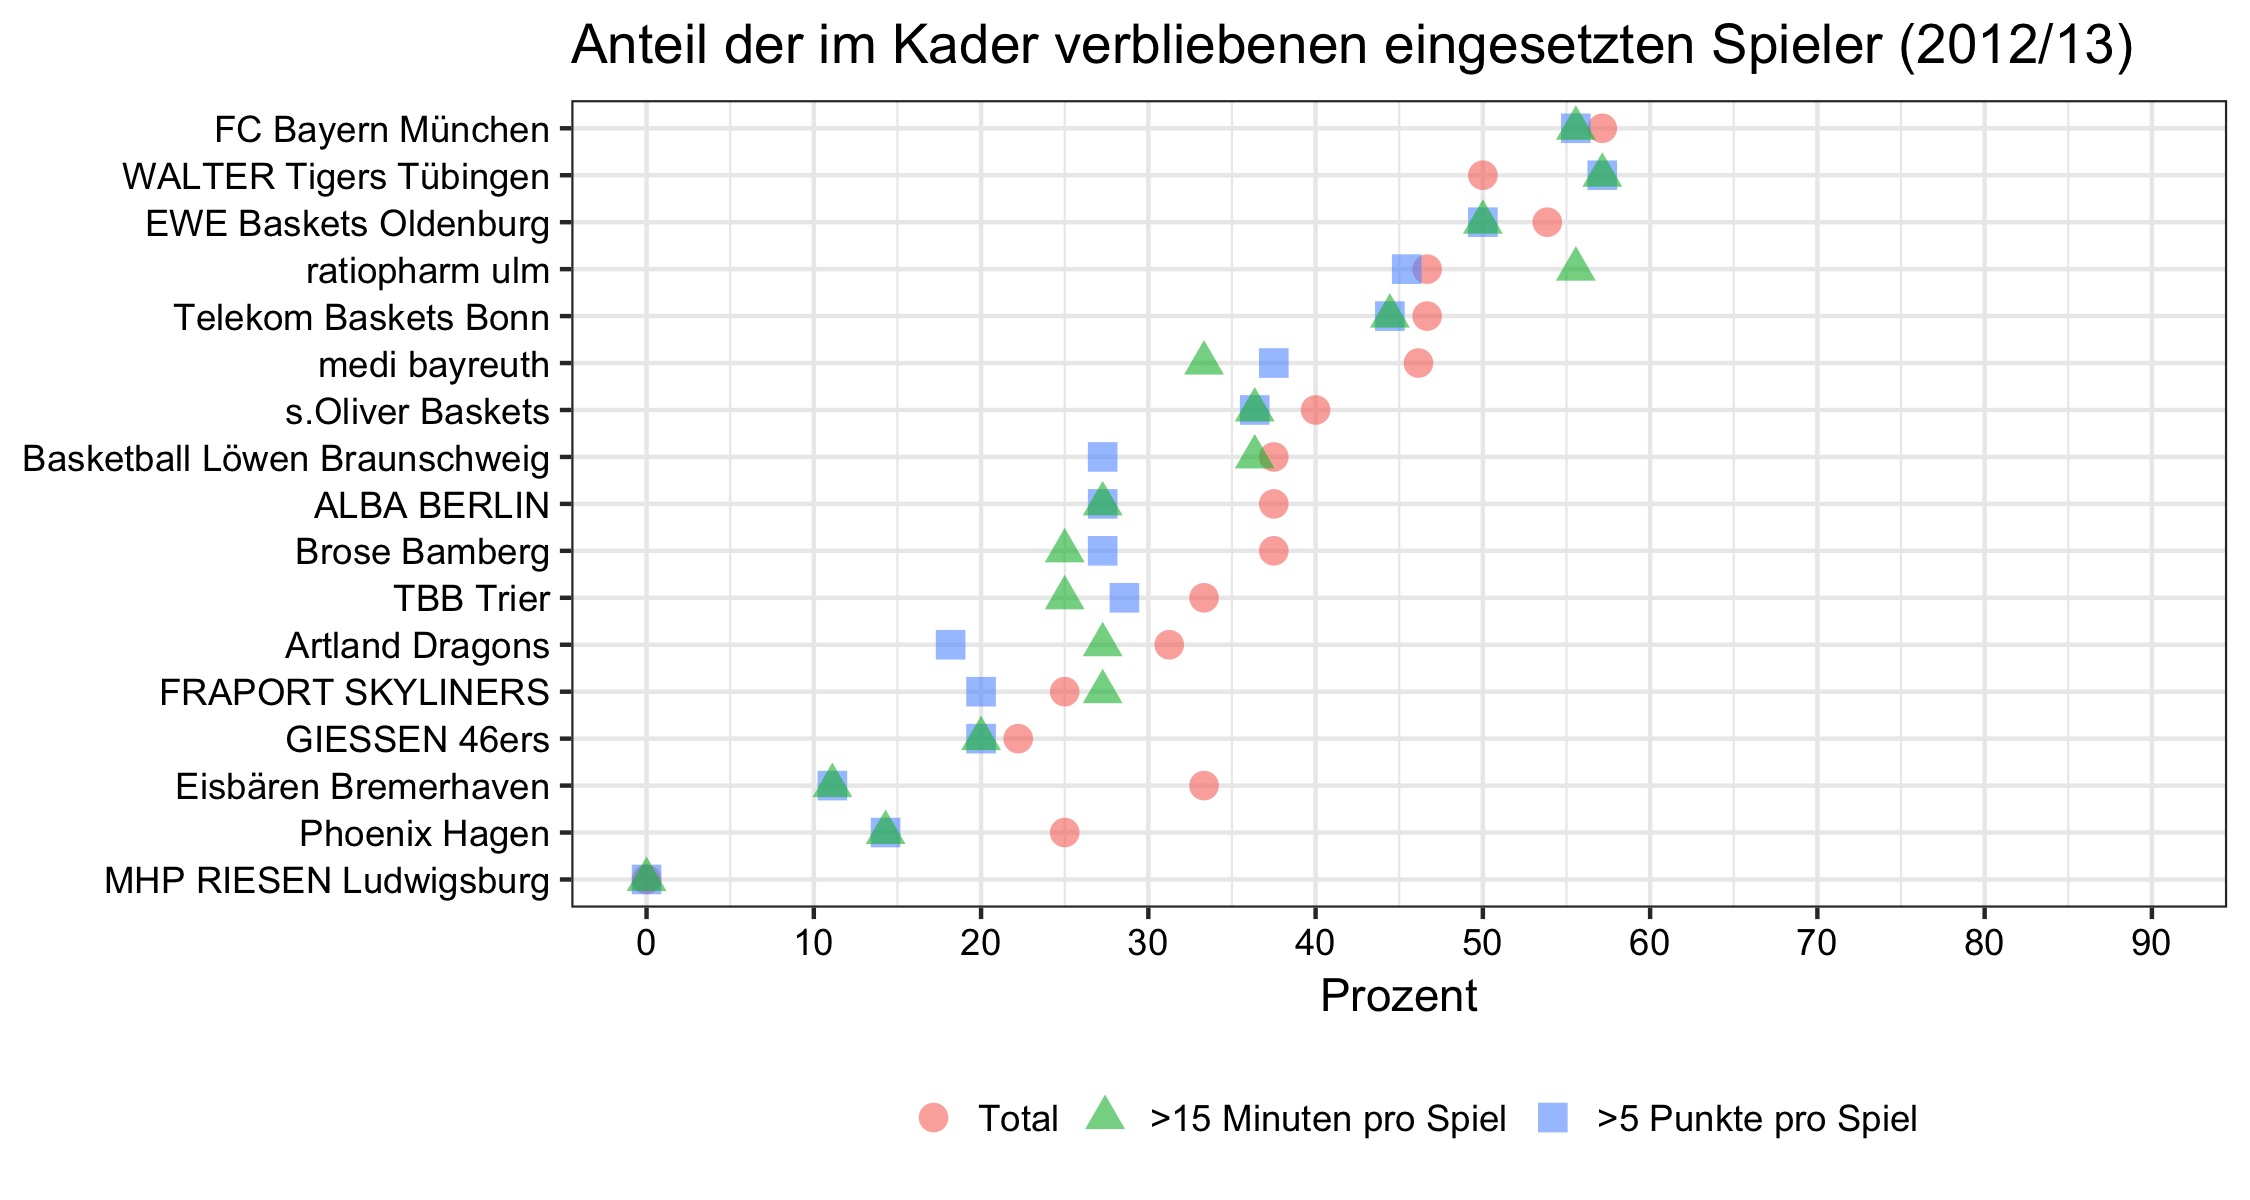 Anteil der im Kader verbliebenen eingesetzten Spieler (2012/13)
FC Bayern München
WALTER Tigers Tübingen
EWE Baskets Oldenburg
ratiopharm ulm
Telekom Baskets Bonn
medi bayreuth
s.Oliver Baskets
Basketball Löwen Braunschweig
ALBA BERLIN
Brose Bamberg
TBB Trier
Artland Dragons
FRAPORT SKYLINERS
GIESSEN 46ers
Eisbären Bremerhaven
Phoenix Hagen
MHP RIESEN Ludwigsburg
0 10 20 30 40 50 60 70 80 90
Prozent
Total >15 Minuten pro Spiel >5 Punkte pro Spiel